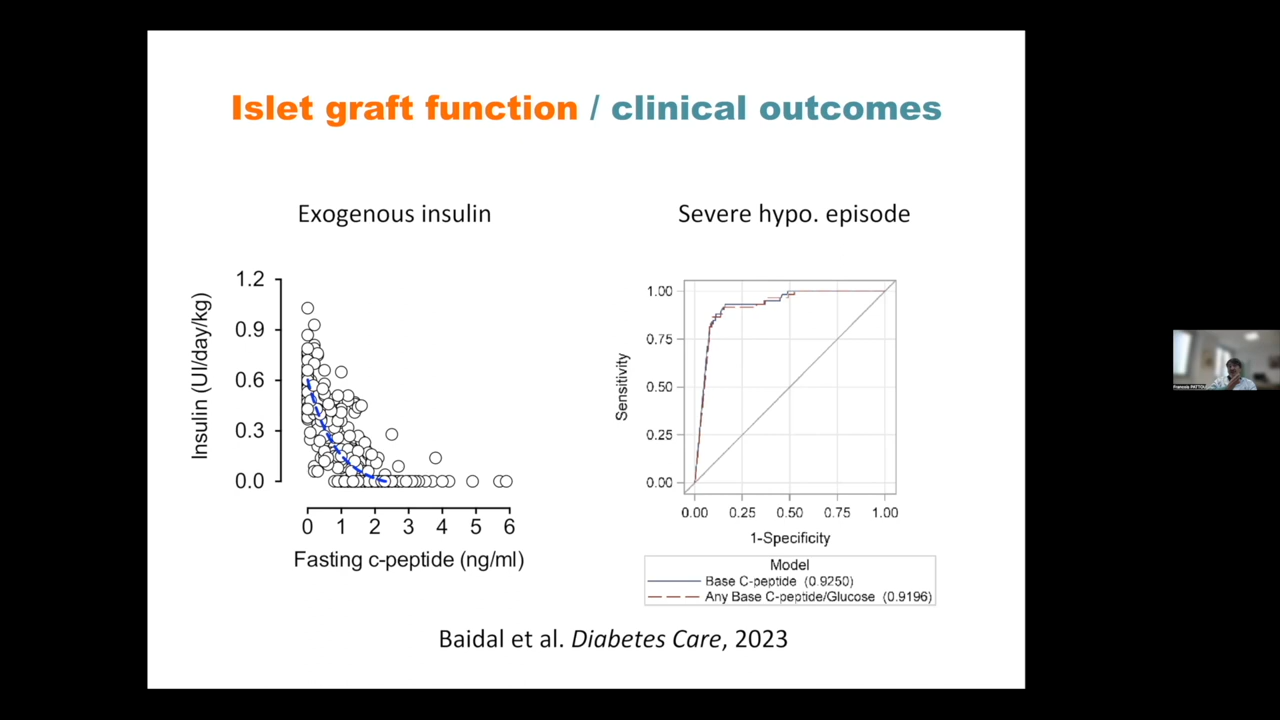 Islet graft function / clinical outcomes
Exogenous insulin
Severe hypo. episode
Insulin (UI/day/kg)
1.2
0.9
0.6
0.3
0.0
0 1 2 3 4 5 6
Fasting c-peptide (ng/ml)
Sensitivity
1.00
0.75
0.50
0.25
0.00
0.00 0.25 0.50 0.75 1.00
1-Specificity
Model
Base C-peptide (0.9250)
Any Base C-peptide/Glucose (0.9196)
Baidal et al. Diabetes Care, 2023